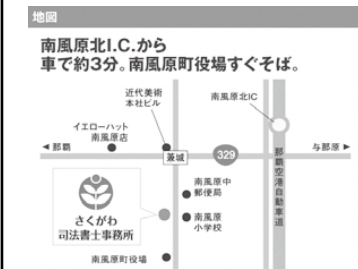 地図
南風原北I.C.から
車で約3分。南風原町役場すぐそば。
近代美術
本社ビル
南風原北IC
イエローハット
南風原店
◀那覇
兼城
329
与那原▶
那覇空港自動車道
南風原中
郵便局
南風原
小学校
さくがわ
司法書士事務所
南風原町役場